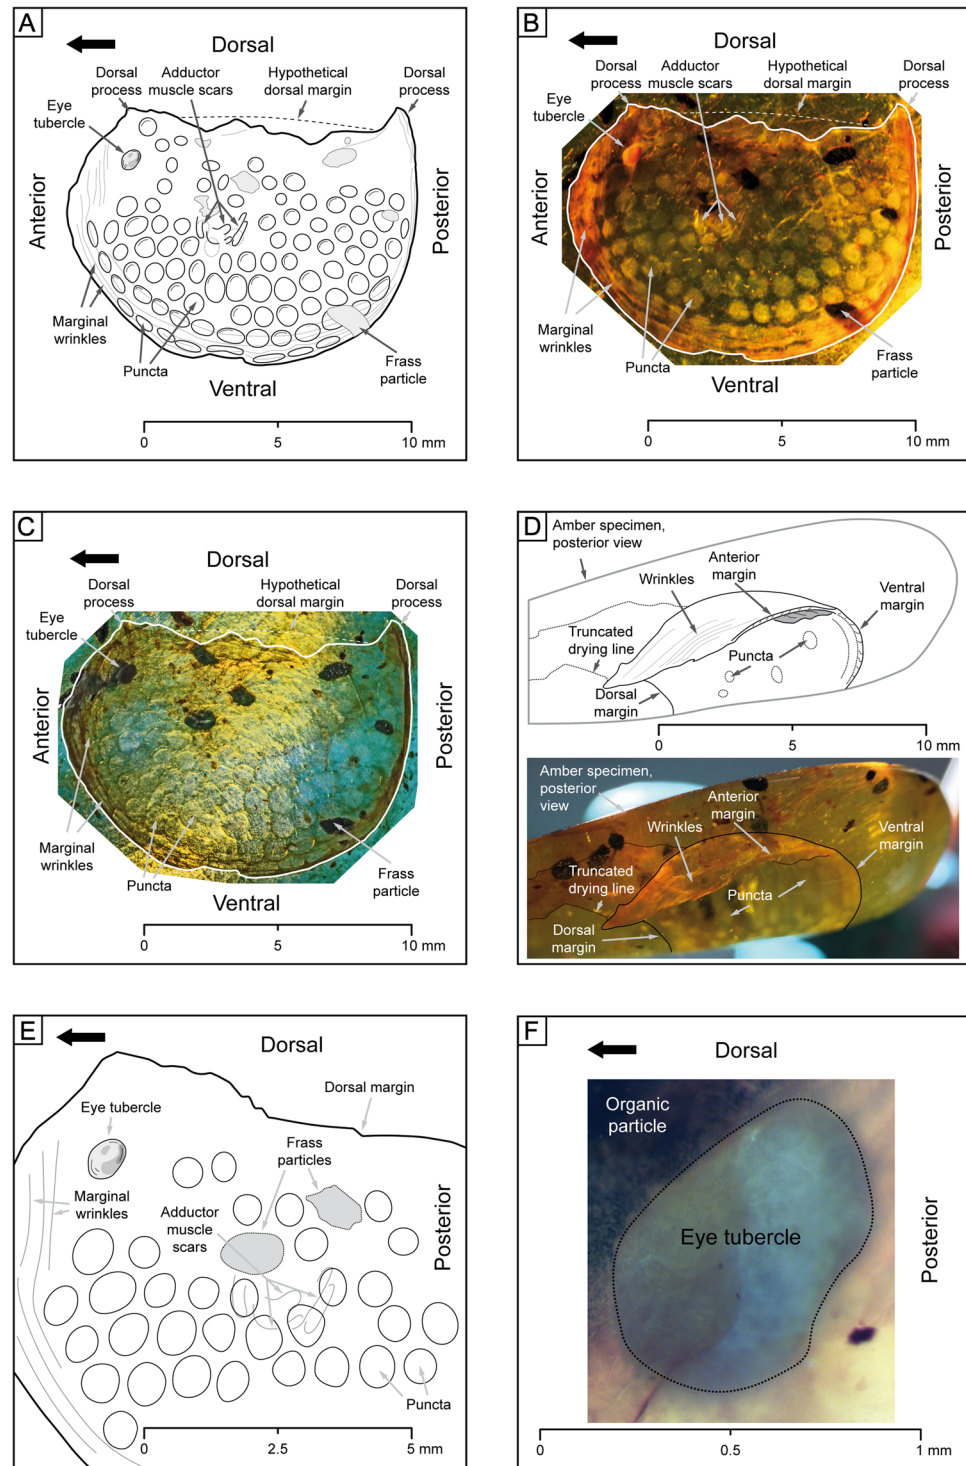 A
Dorsal
Dorsal
process
Adductor
muscle scars
Hypothetical
dorsal margin
Dorsal
process
Eye
tubercle
Anterior
Posterior
Marginal
wrinkles
Puncta
Frass
particle
Ventral
0
5
10 mm
B
Dorsal
Dorsal
process
Adductor
muscle scars
Hypothetical
dorsal margin
Dorsal
process
Eye
tubercle
Anterior
Posterior
Marginal
wrinkles
Puncta
Frass
particle
Ventral
0
5
10 mm
C
Dorsal
Dorsal
process
Hypothetical
dorsal margin
Dorsal
process
Eye
tubercle
Anterior
Posterior
Marginal
wrinkles
Puncta
Frass
particle
Ventral
0
5
10 mm
D
Amber specimen,
posterior view
Anterior
margin
Wrinkles
Ventral
margin
Truncated
drying line
Puncta
Dorsal
margin
0
5
10 mm
Amber specimen,
posterior
view
Anterior
margin
Wrinkles
Ventral
margin
Truncated
drying line
Puncta
Dorsal
margin
E
Dorsal
Dorsal margin
Eye tubercle
Frass
particles
Marginal
wrinkles
Adductor
muscle
scars
Posterior
Puncta
0
2.5
5 mm
F
Dorsal
Organic
particle
Eye tubercle
Posterior
0
0.5
1 mm